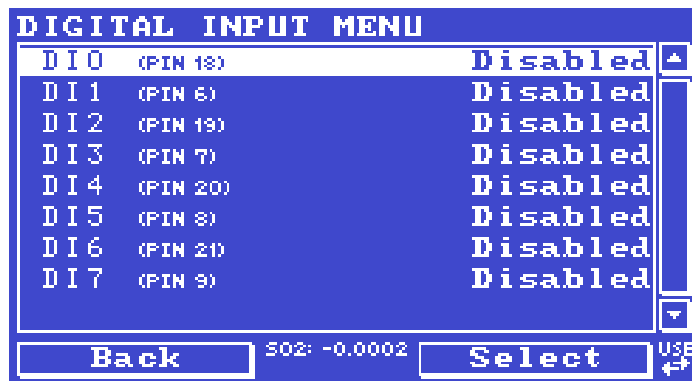 DIGITAL INPUT MENU
DI0 (PIN 18) Disabled
DI1 (PIN 6) Disabled
DI2 (PIN 19) Disabled
DI3 (PIN 7) Disabled
DI4 (PIN 20) Disabled
DI5 (PIN 8) Disabled
DI6 (PIN 21) Disabled
DI7 (PIN 9) Disabled
Back SO2: -0.0002 Select USB